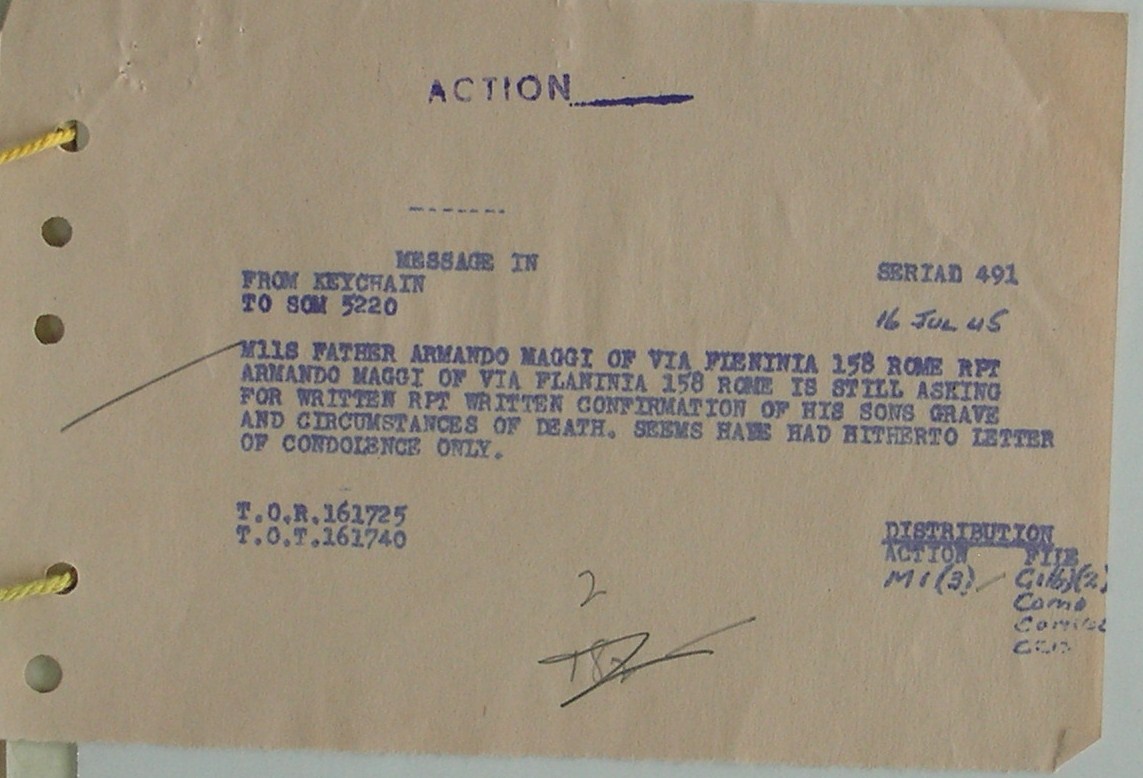 ACTION
-------
MESSAGE IN
FROM KEYCHAIN
TO SOM 5220
SERIAD 491
16 JUL 45
M11S FATHER ARMANDO MAGGI OF VIA FIENINIA 158 ROME RPT
ARMANDO MAGGI OF VIA FLANINIA 158 ROME IS STILL ASKING
FOR WRITTEN RPT WRITTEN CONFIRMATION OF HIS SONS GRAVE
AND CIRCUMSTANCES OF DEATH. SEEMS HAVE HAD HITHERTO LETTER
OF CONDOLENCE ONLY.
T.O.R.161725
T.O.T.161740
DISTRIBUTION
ACTION FILE
M1(3)
Como
2